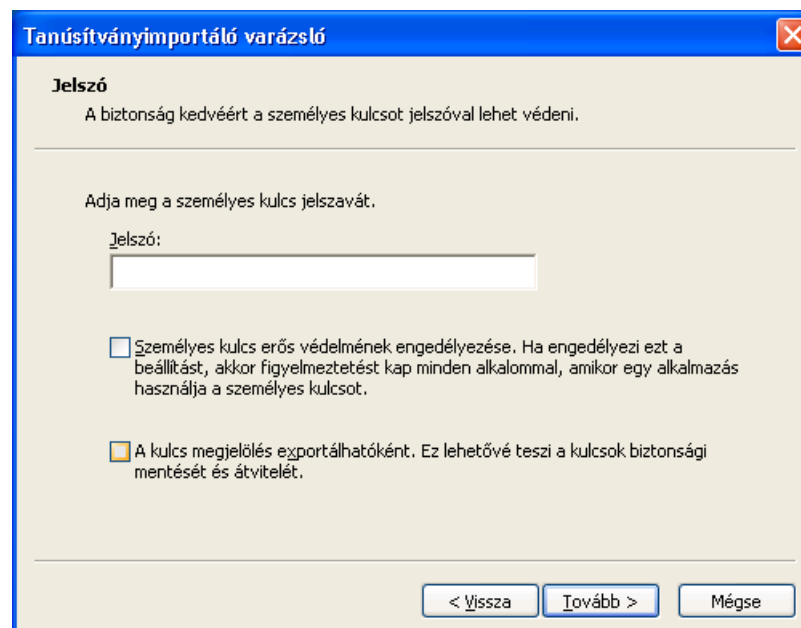 Tanúsítványimportáló varázsló
Jelszó
A biztonság kedvéért a személyes kulcsot jelszóval lehet védeni.
Adja meg a személyes kulcs jelszavát.
Jelszó:
Személyes kulcs erős védelmének engedélyezése. Ha engedélyezi ezt a
beállítást, akkor figyelmeztetést kap minden alkalommal, amikor egy alkalmazás
használja a személyes kulcsot.
A kulcs megjelölés exportálhatóként. Ez lehetővé teszi a kulcsok biztonsági
mentését és átvitelét.
< Vissza
Tovább >
Mégse